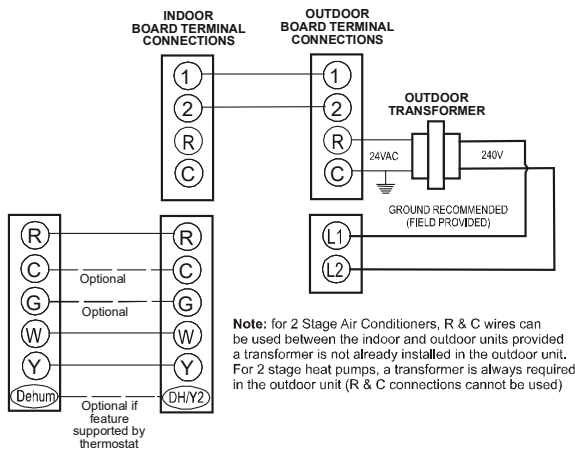 INDOOR
BOARD TERMINAL
CONNECTIONS
OUTDOOR
BOARD TERMINAL
CONNECTIONS
1
2
R
C
1
2
R
C
OUTDOOR
TRANSFORMER
24VAC
240V
GROUND RECOMMENDED
(FIELD PROVIDED)
L1
L2
R
R
C
Optional
C
G
Optional
G
W
W
Y
Y
Dehum
DH/Y2
Optional if
feature
supported by
thermostat
Note: for 2 Stage Air Conditioners, R & C wires can
be used between the indoor and outdoor units provided
a transformer is not already installed in the outdoor unit.
For 2 stage heat pumps, a transformer is always required
in the outdoor unit (R & C connections cannot be used)